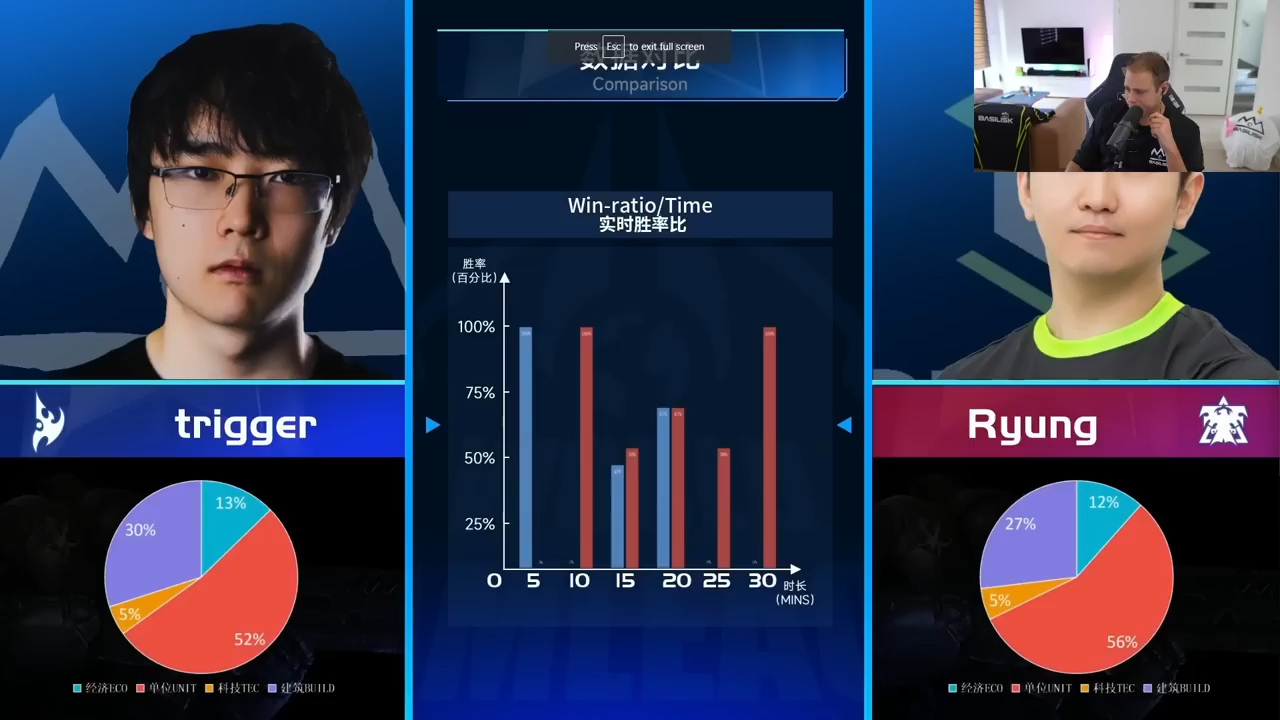 Press Esc to exit full screen
数据对比
Comparison
BASILISK
Win-ratio/Time
实时胜率比
胜率
(百分比)
100%
75%
50%
25%
0 5 10 15 20 25 30
时长
(MINS)
trigger
13%
30%
5%
52%
经济ECO 单位UNIT 科技TEC 建筑BUILD
Ryung
12%
27%
5%
56%
经济ECO 单位UNIT 科技TEC 建筑BUILD